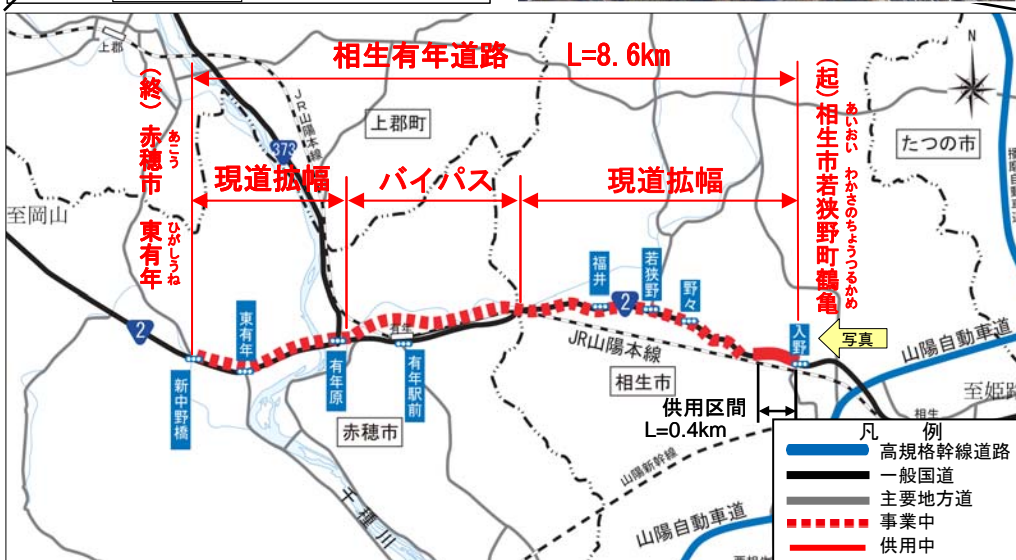 相生有年道路 L=8.6km
現道拡幅
バイパス
現道拡幅
(終)赤穂市 東有年
あこう
ひがしうね
(起)相生市若狭野町鶴亀
あいおい わかさのちょうつるかめ
上郡
JR山陽本線
上郡町
373
たつの市
N
至岡山
2
新中野橋
東有年
有年原
有年
有年駅前
福井
2
若狭野
野々
入野
写真
JR山陽本線
相生市
赤穂市
山陽自動車道
至姫路
相生
供用区間
L=0.4km
千種川
山陽新幹線
山陽自動車道
凡 例
高規格幹線道路
一般国道
主要地方道
事業中
供用中